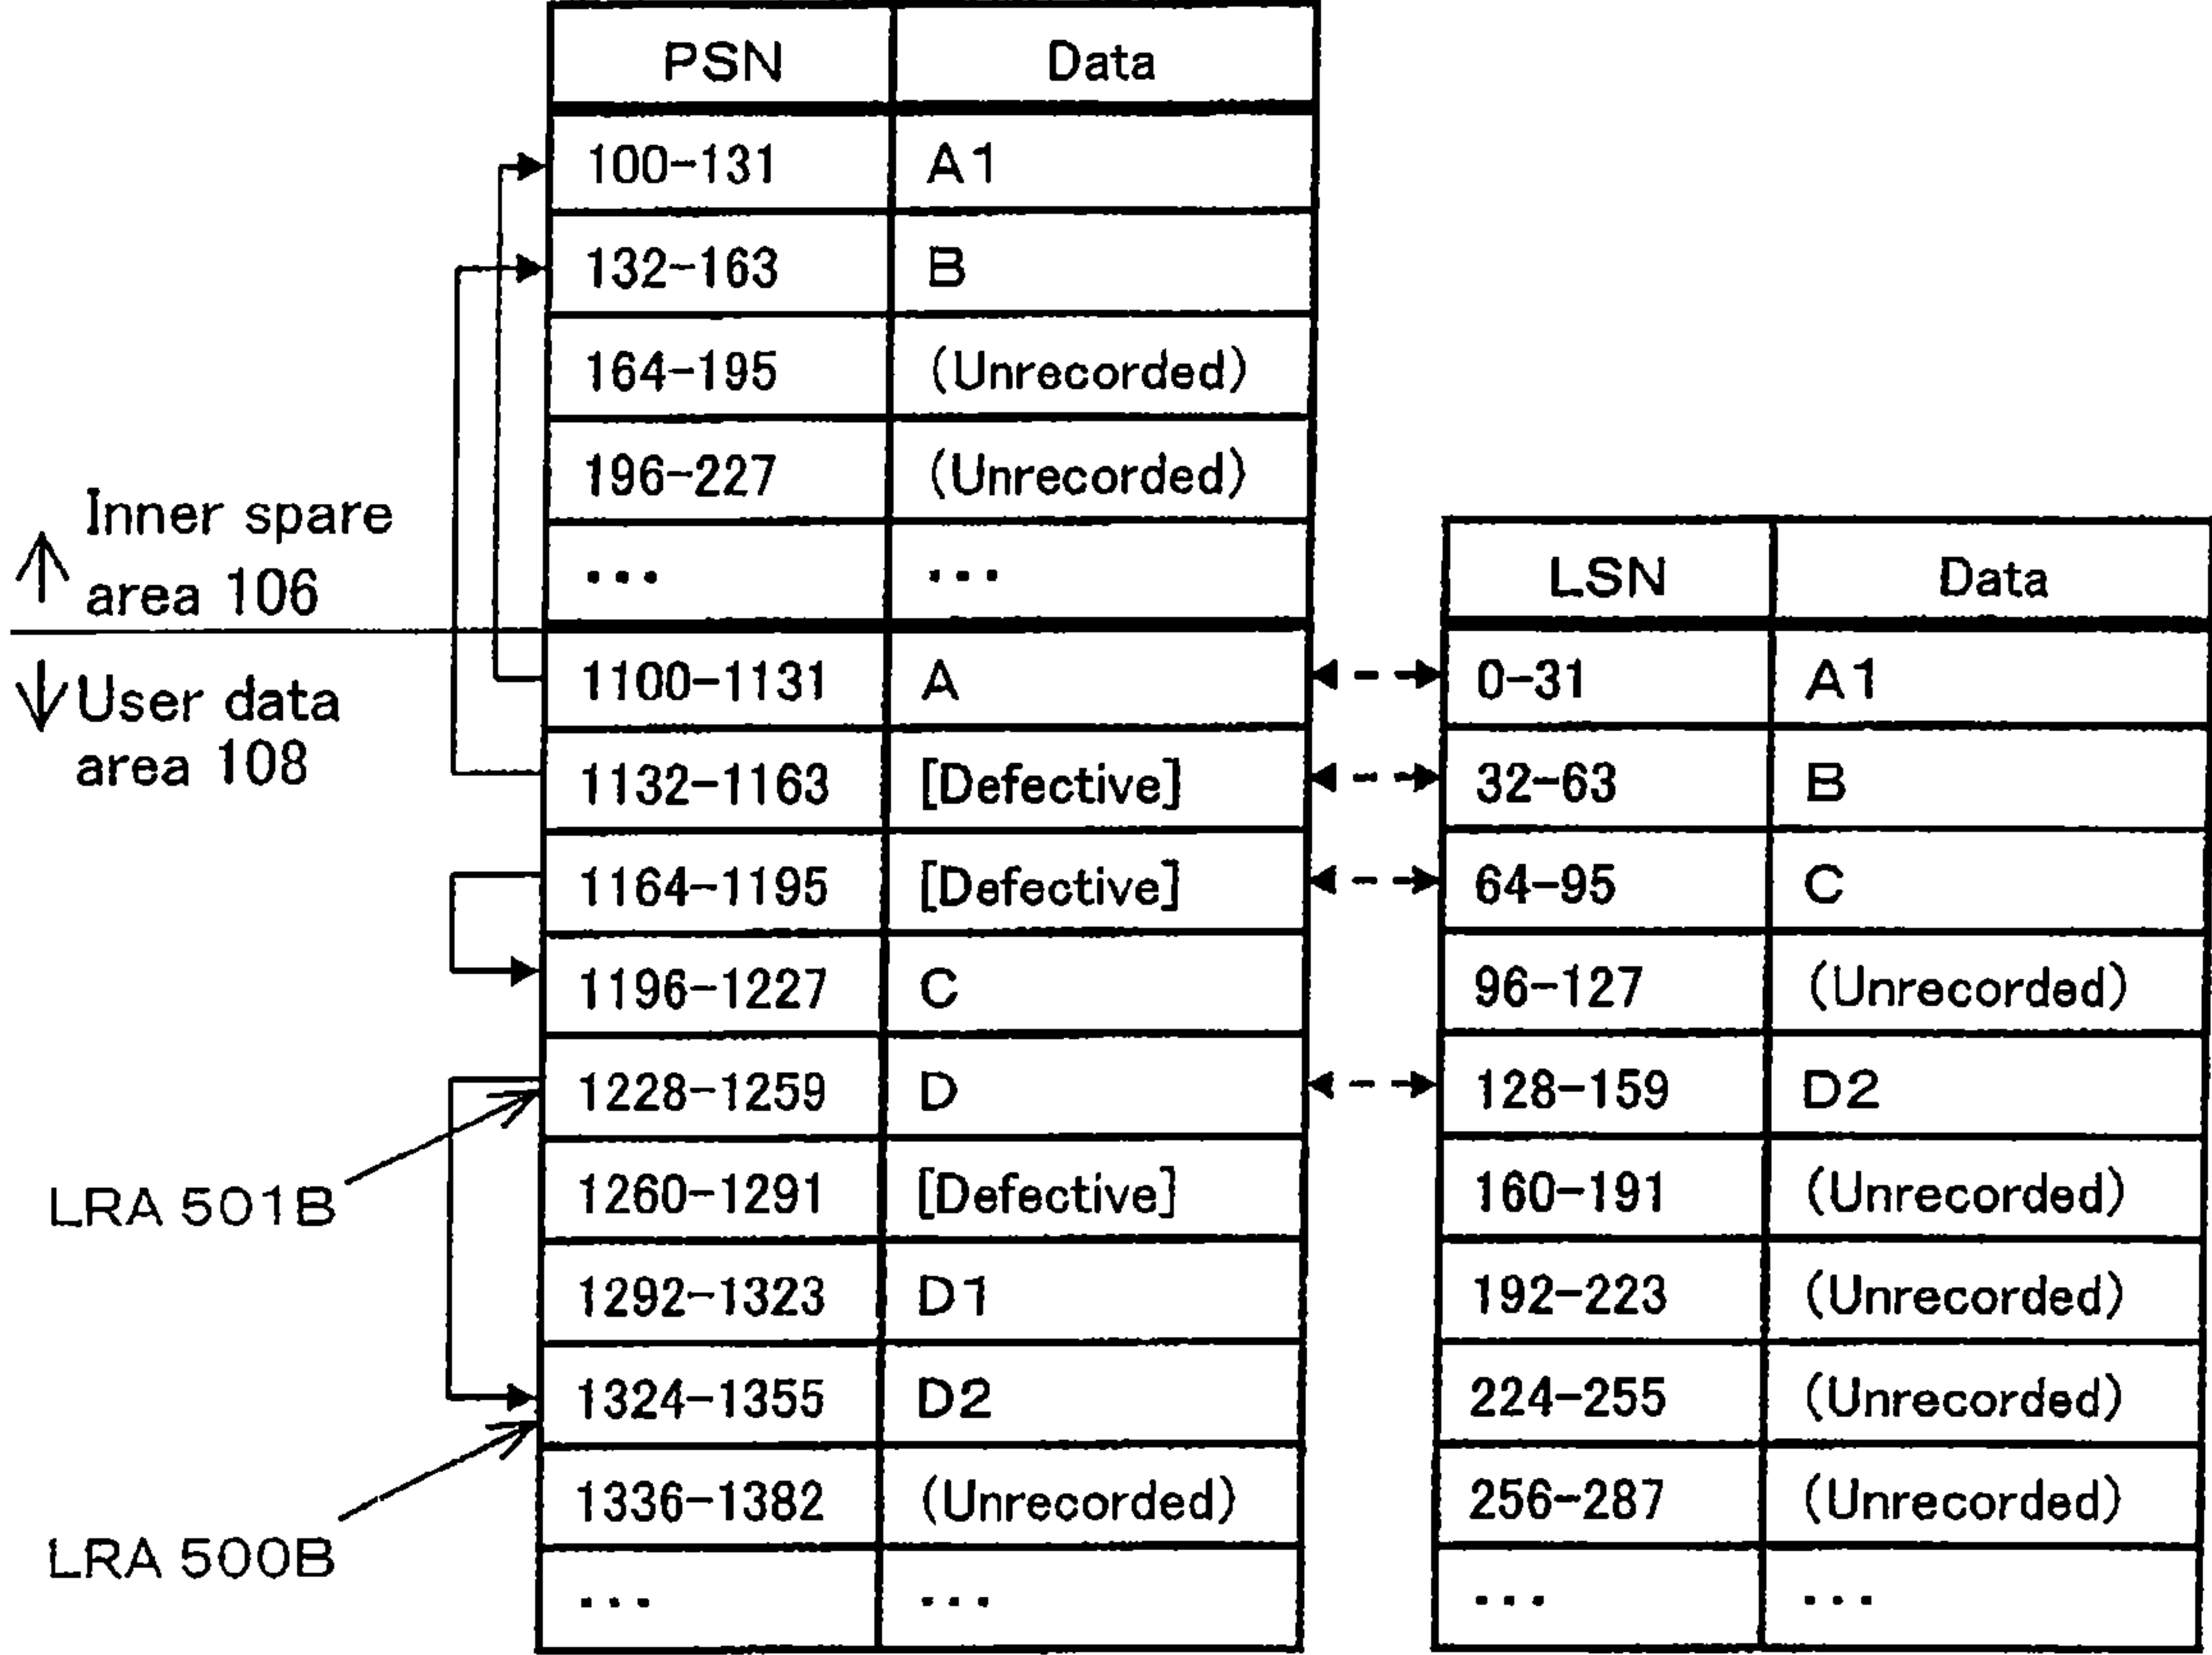 PSN Data
100-131 A1
132-163 B
164-195 (Unrecorded)
196-227 (Unrecorded)
... ...
Inner spare
area 106
User data
area 108
1100-1131 A
1132-1163 [Defective]
1164-1195 [Defective]
1196-1227 C
1228-1259 D
1260-1291 [Defective]
1292-1323 D1
1324-1355 D2
1336-1382 (Unrecorded)
... ...
LRA 501B
LRA 500B
LSN Data
0-31 A1
32-63 B
64-95 C
96-127 (Unrecorded)
128-159 D2
160-191 (Unrecorded)
192-223 (Unrecorded)
224-255 (Unrecorded)
256-287 (Unrecorded)
... ...